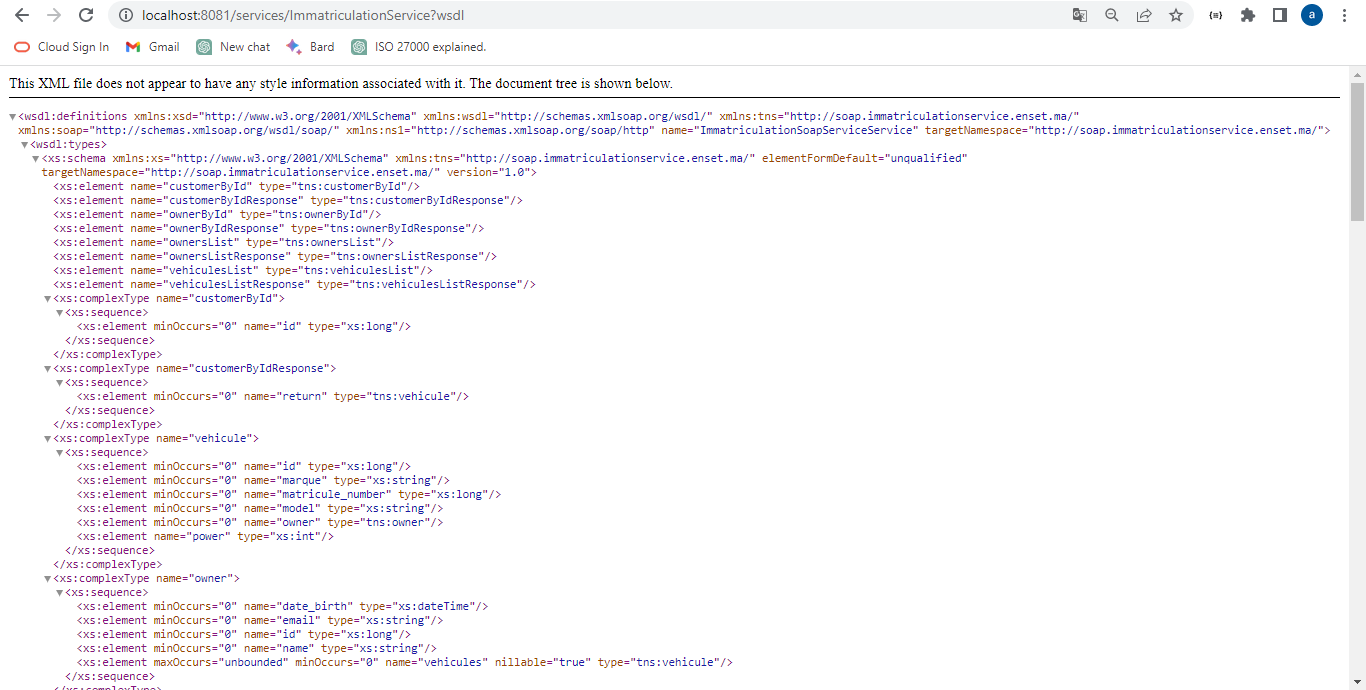 localhost:8081/services/ImmatriculationService?wsdl
a
Cloud Sign In
Gmail
New chat
Bard
ISO 27000 explained.
This XML file does not appear to have any style information associated with it. The document tree is shown below.
▼<wsdl:definitions xmlns:xsd="http://www.w3.org/2001/XMLSchema" xmlns:wsdl="http://schemas.xmlsoap.org/wsdl/" xmlns:tns="http://soap.immatriculationservice.enset.ma/"
xmlns:soap="http://schemas.xmlsoap.org/wsdl/soap/" xmlns:ns1="http://schemas.xmlsoap.org/soap/http" name="ImmatriculationSoapServiceService" targetNamespace="http://soap.immatriculationservice.enset.ma/">
▼<wsdl:types>
▼<xs:schema xmlns:xs="http://www.w3.org/2001/XMLSchema" xmlns:tns="http://soap.immatriculationservice.enset.ma/" elementFormDefault="unqualified"
targetNamespace="http://soap.immatriculationservice.enset.ma/" version="1.0">
<xs:element name="customerById" type="tns:customerById"/>
<xs:element name="customerByIdResponse" type="tns:customerByIdResponse"/>
<xs:element name="ownerById" type="tns:ownerById"/>
<xs:element name="ownerByIdResponse" type="tns:ownerByIdResponse"/>
<xs:element name="ownersList" type="tns:ownersList"/>
<xs:element name="ownersListResponse" type="tns:ownersListResponse"/>
<xs:element name="vehiculesList" type="tns:vehiculesList"/>
<xs:element name="vehiculesListResponse" type="tns:vehiculesListResponse"/>
▼<xs:complexType name="customerById">
▼<xs:sequence>
<xs:element minOccurs="0" name="id" type="xs:long"/>
</xs:sequence>
</xs:complexType>
▼<xs:complexType name="customerByIdResponse">
▼<xs:sequence>
<xs:element minOccurs="0" name="return" type="tns:vehicule"/>
</xs:sequence>
</xs:complexType>
▼<xs:complexType name="vehicule">
▼<xs:sequence>
<xs:element minOccurs="0" name="id" type="xs:long"/>
<xs:element minOccurs="0" name="marque" type="xs:string"/>
<xs:element minOccurs="0" name="matricule_number" type="xs:long"/>
<xs:element minOccurs="0" name="model" type="xs:string"/>
<xs:element minOccurs="0" name="owner" type="tns:owner"/>
<xs:element name="power" type="xs:int"/>
</xs:sequence>
</xs:complexType>
▼<xs:complexType name="owner">
▼<xs:sequence>
<xs:element minOccurs="0" name="date_birth" type="xs:dateTime"/>
<xs:element minOccurs="0" name="email" type="xs:string"/>
<xs:element minOccurs="0" name="id" type="xs:long"/>
<xs:element minOccurs="0" name="name" type="xs:string"/>
<xs:element maxOccurs="unbounded" minOccurs="0" name="vehicules" nillable="true" type="tns:vehicule"/>
</xs:sequence>
</xs:complexType>